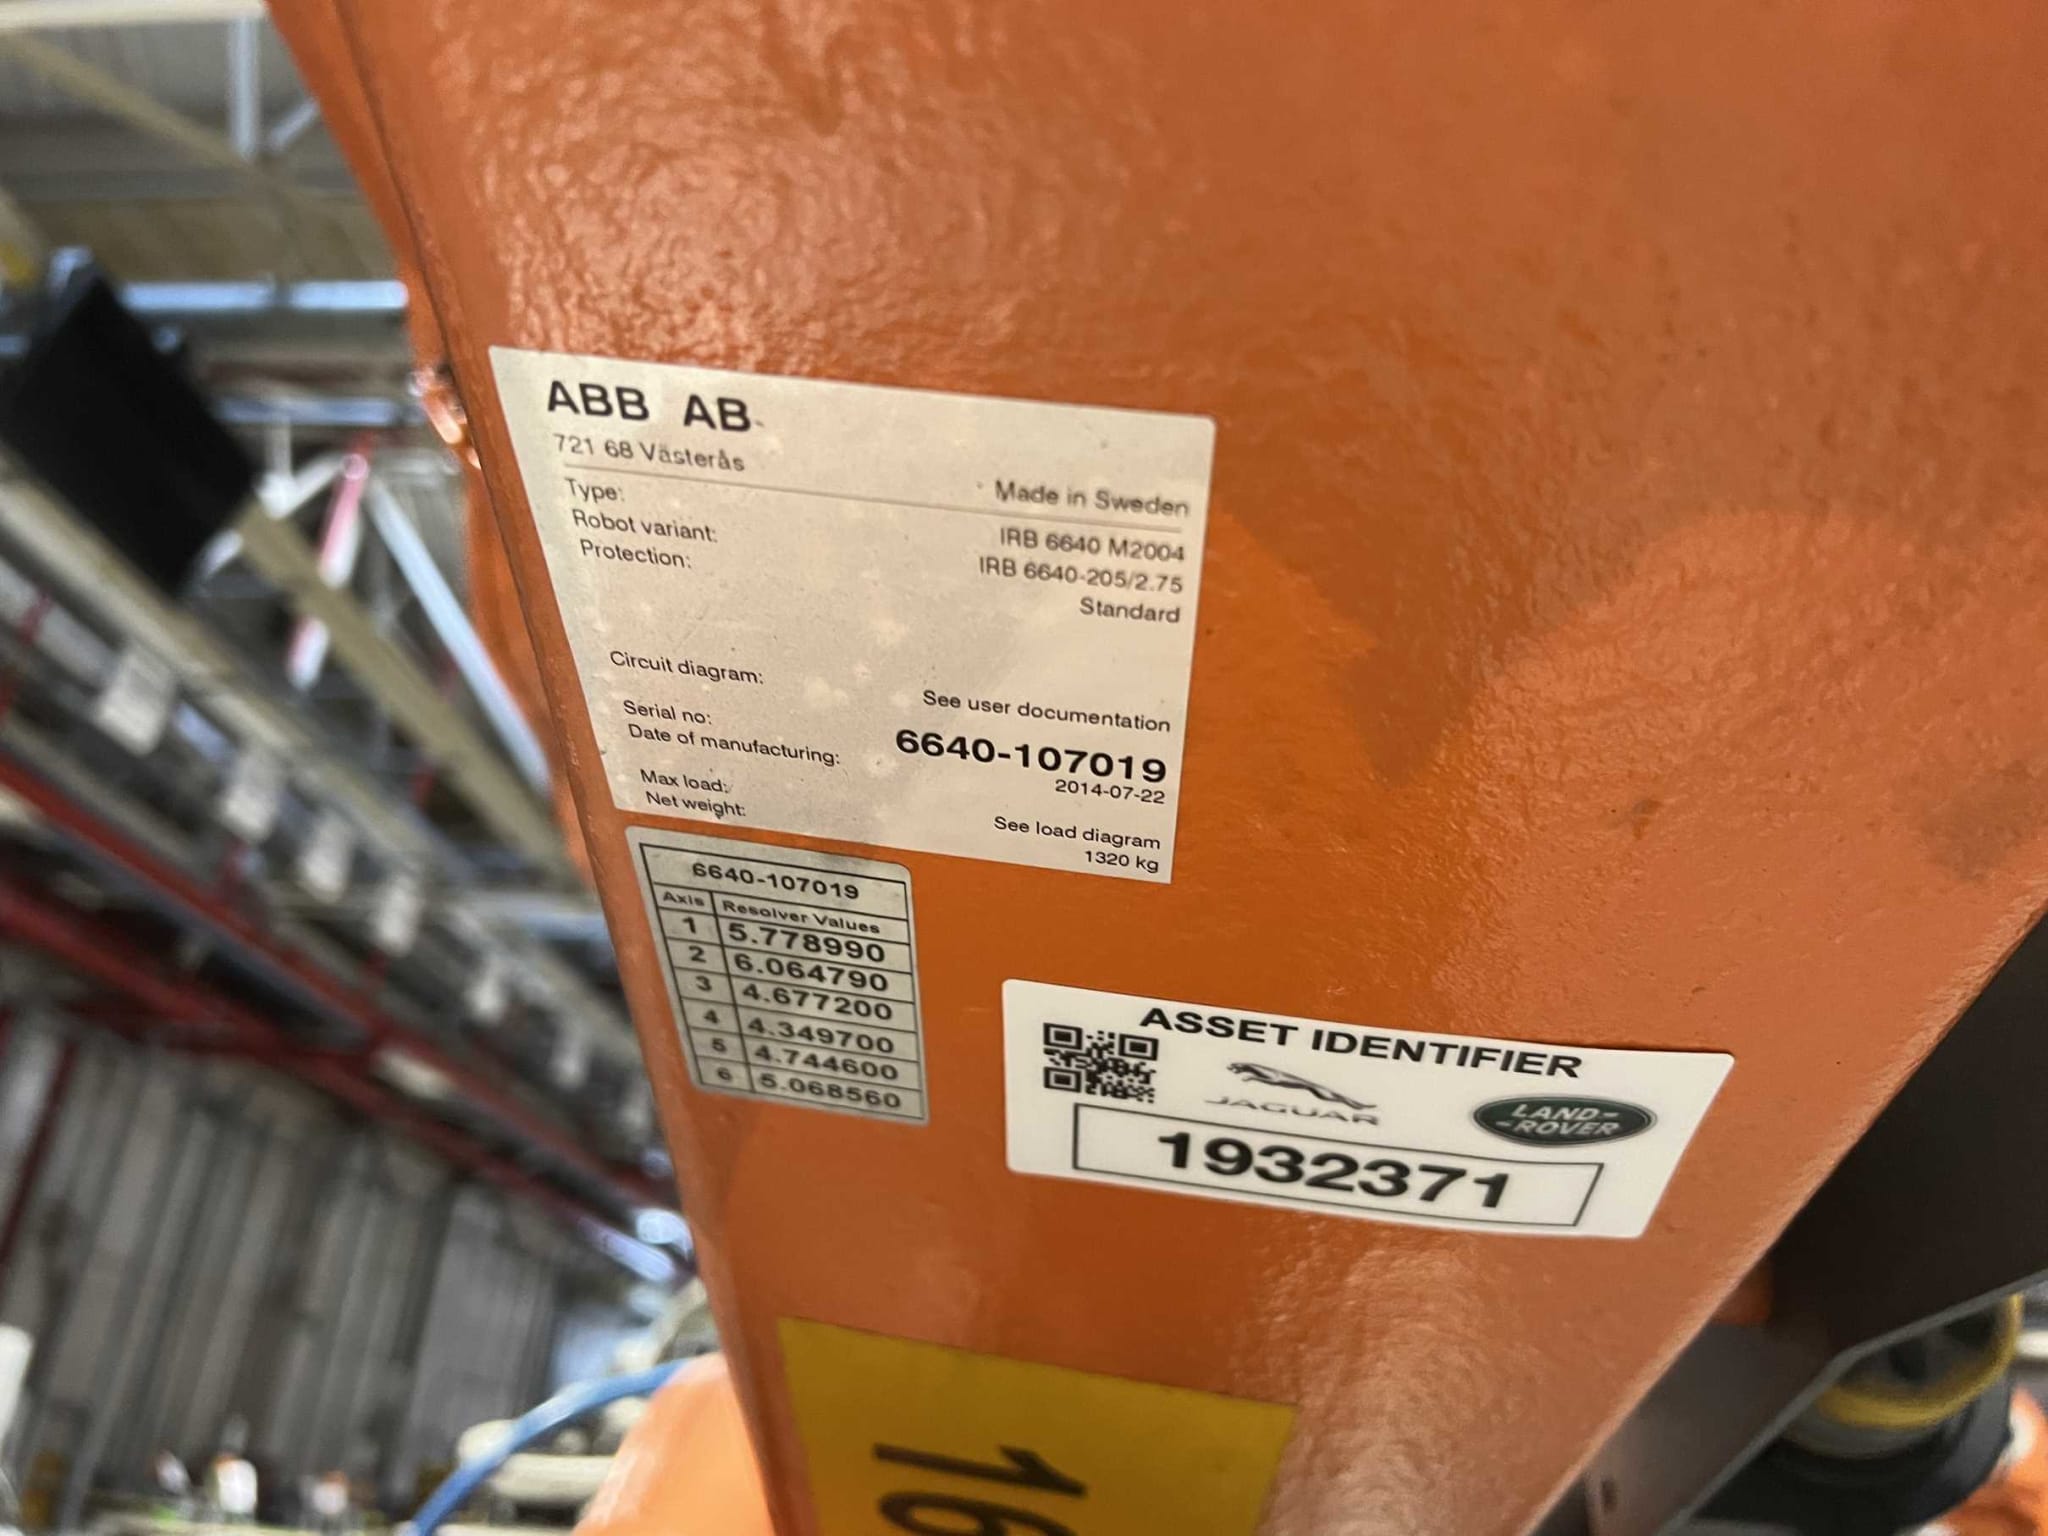 ABB AB
721 68 Västerås
Made in Sweden
Type: IRB 6640 M2004
Robot variant: IRB 6640-205/2.75
Protection: Standard
Circuit diagram: See user documentation
Serial no: 6640-107019
Date of manufacturing: 2014-07-22
Max load: See load diagram
Net weight: 1320 kg
6640-107019
Axis Resolver Values
1 5.778990
2 6.064790
3 4.677200
4 4.349700
5 4.744600
6 5.068560
ASSET IDENTIFIER
JAGUAR
LAND-
-ROVER
1932371
16